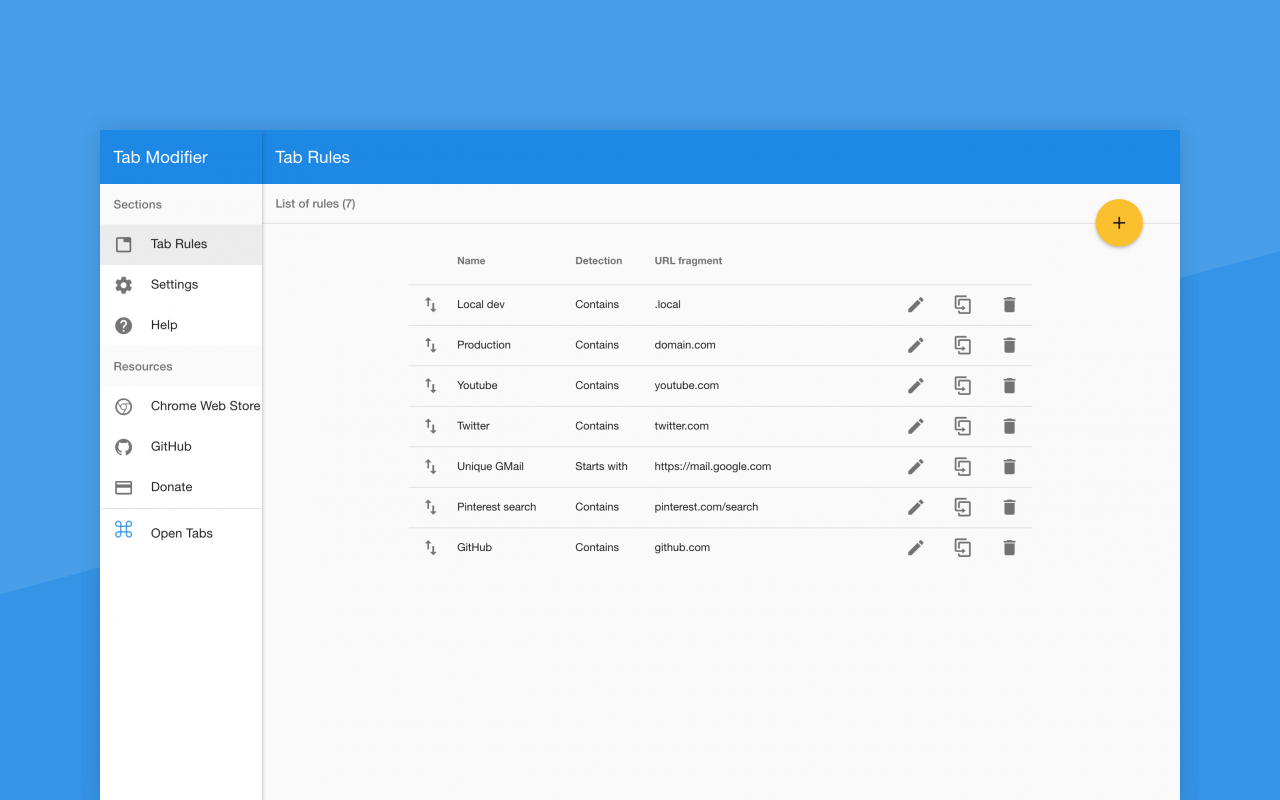 Tab Modifier
Tab Rules
Sections
Tab Rules
Settings
Help
Resources
Chrome Web Store
GitHub
Donate
Open Tabs
List of rules (7)
+
Name Detection URL fragment
Local dev Contains .local
Production Contains domain.com
Youtube Contains youtube.com
Twitter Contains twitter.com
Unique GMail Starts with https://mail.google.com
Pinterest search Contains pinterest.com/search
GitHub Contains github.com